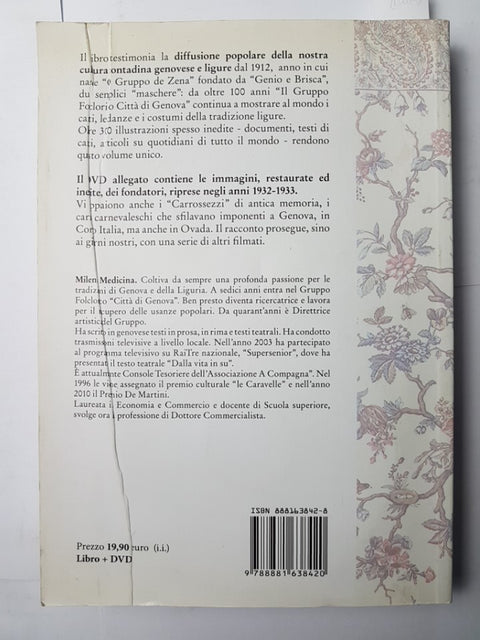 Il libro testimonia la diffusione popolare della nostra
cultura contadina genovese e ligure dal 1912, anno in cui
nasce "O Gruppo de Zena" fondato da "Genio e Brisca",
due semplici "maschere": da oltre 100 anni "Il Gruppo
Folclorico Città di Genova" continua a mostrare al mondo i
canti, le danze e i costumi della tradizione ligure.
Oltre 300 illustrazioni spesso inedite - documenti, testi di
canti, articoli su quotidiani di tutto il mondo - rendono
questo volume unico.
Il DVD allegato contiene le immagini, restaurate ed
inedite, dei fondatori, riprese negli anni 1932-1933.
Vi appaiono anche i "Carrossezzi" di antica memoria, i
carri carnevaleschi che sfilavano imponenti a Genova, in
Corso Italia, ma anche in Ovada. Il racconto prosegue, sino
ai giorni nostri, con una serie di altri filmati.
Milena Medicina. Coltiva da sempre una profonda passione per le
tradizioni di Genova e della Liguria. A sedici anni entra nel Gruppo
Folclorico "Città di Genova". Ben presto diventa ricercatrice e lavora
per il recupero delle usanze popolari. Da quarant'anni è Direttrice
artistica del Gruppo.
Ha scritto in genovese testi in prosa, in rima e testi teatrali. Ha condotto
trasmissioni televisive a livello locale. Nell'anno 2003 ha partecipato
al programma televisivo su RaiTre nazionale, "Supersenior", dove ha
presentato il testo teatrale "Dalla vita in su".
È attualmente Console Tesoriere dell'Associazione A Compagna". Nel
1996 le viene assegnato il premio culturale "le Caravelle" e nell'anno
2010 il Premio De Martini.
Laureata in Economia e Commercio e docente di Scuola superiore,
svolge ora la professione di Dottore Commercialista.
ISBN 888163842-8
9 788881 638420
Prezzo 19,90 euro (i.i.)
Libro + DVD